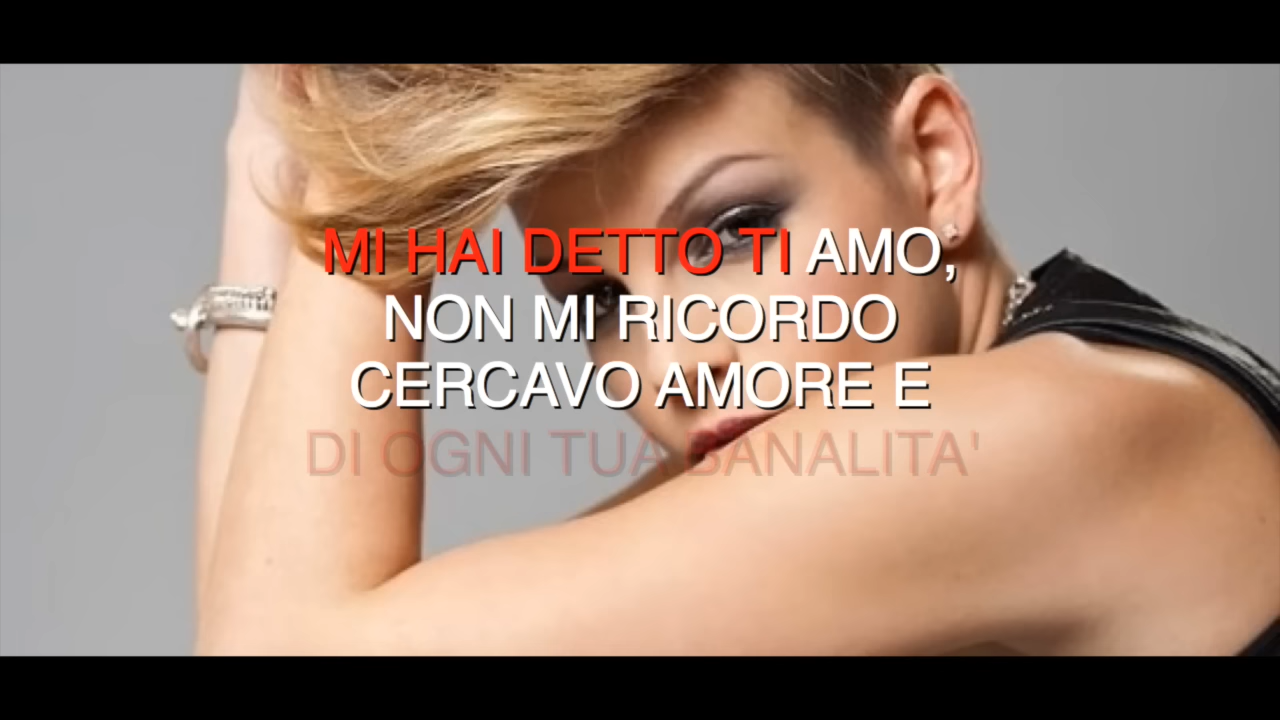 MI HAI DETTO TI AMO,
NON MI RICORDO
CERCAVO AMORE E
DI OGNI TUA BANALITA'